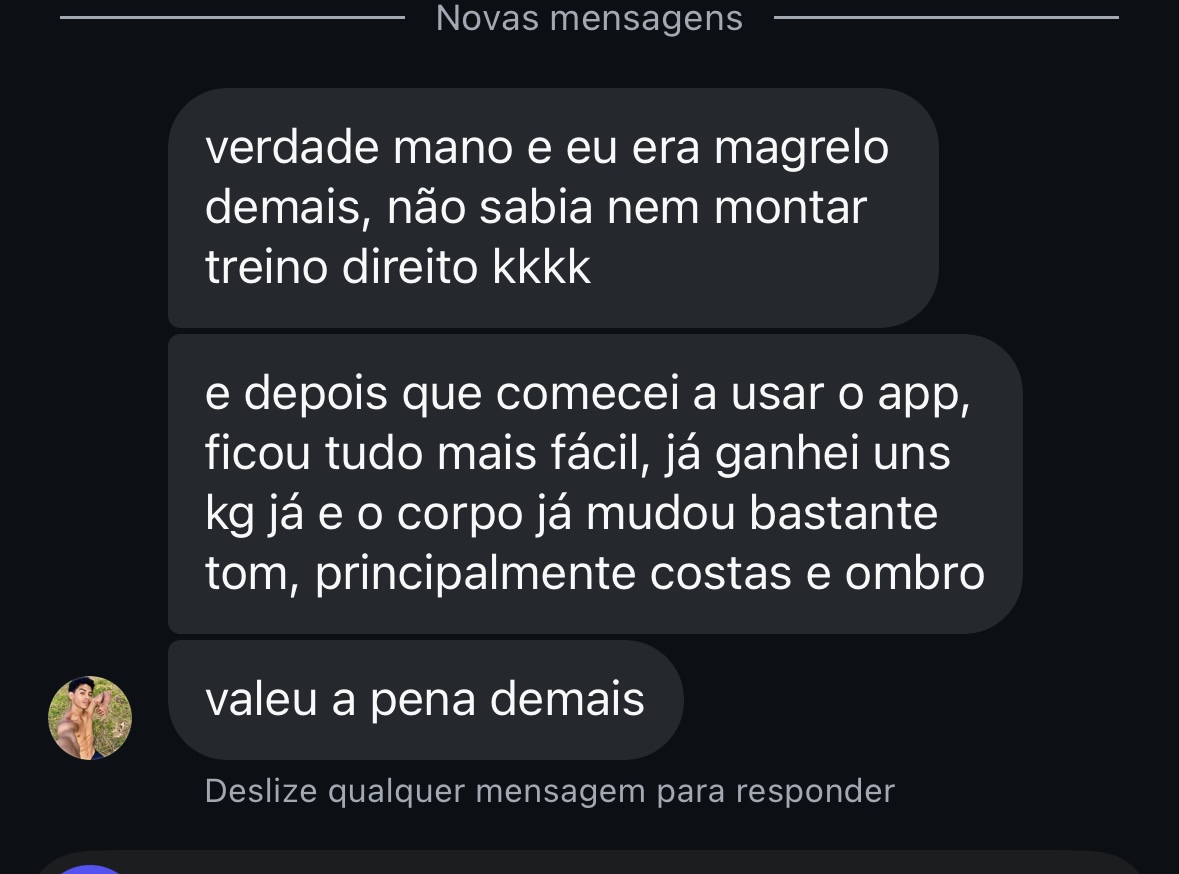 Novas mensagens
verdade mano e eu era magrelo
demais, não sabia nem montar
treino direito kkkk
e depois que comecei a usar o app,
ficou tudo mais fácil, já ganhei uns
kg já e o corpo já mudou bastante
tom, principalmente costas e ombro
valeu a pena demais
Deslize qualquer mensagem para responder